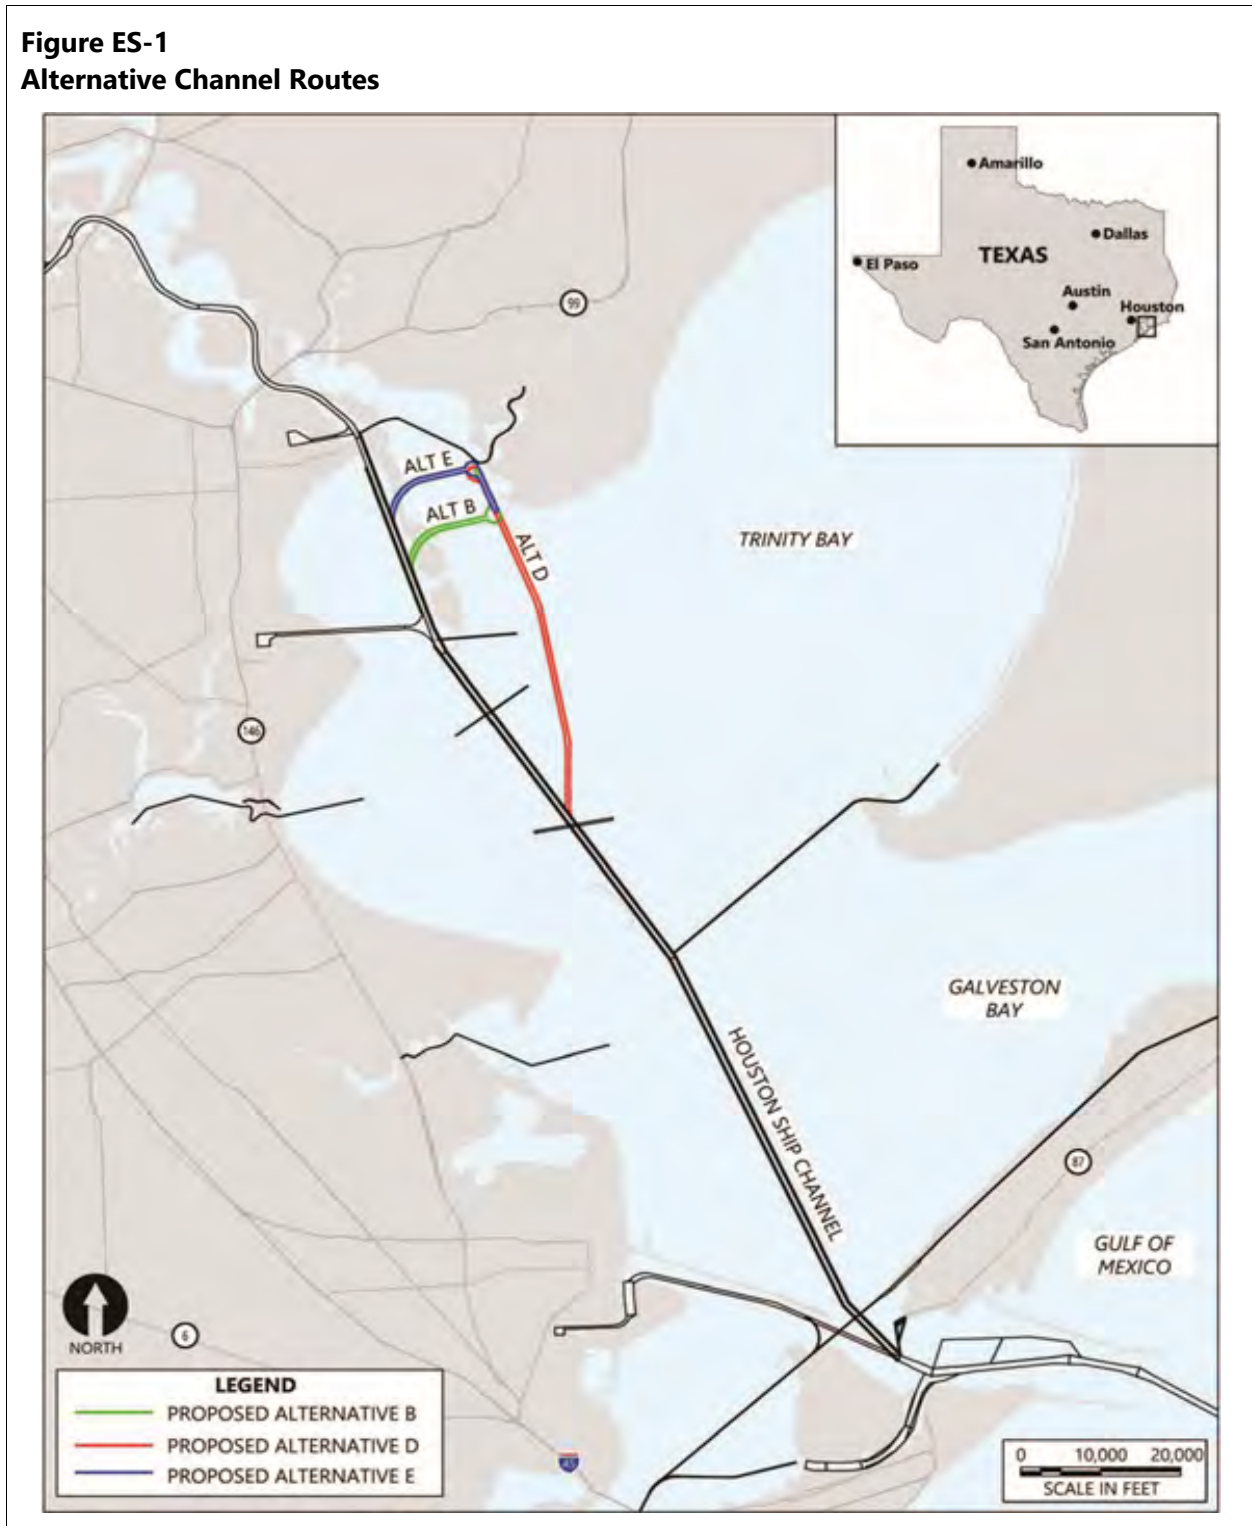 Figure ES-1
Alternative Channel Routes
Amarillo
Dallas
TEXAS
El Paso
Austin
Houston
San Antonio
99
ALT E
ALT B
ALT D
TRINITY BAY
146
GALVESTON
BAY
HOUSTON SHIP CHANNEL
87
GULF OF
MEXICO
NORTH
6
LEGEND
PROPOSED ALTERNATIVE B
PROPOSED ALTERNATIVE D
PROPOSED ALTERNATIVE E
45
0 10,000 20,000
SCALE IN FEET